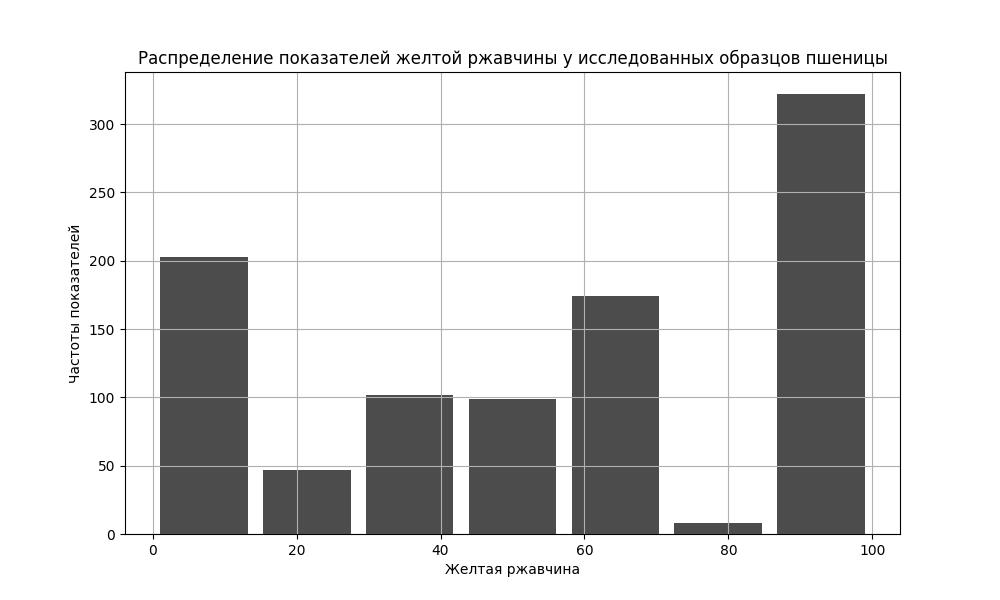 Распределение показателей желтой ржавчины у исследованных образцов пшеницы
Частоты показателей
300
250
200
150
100
50
0
0 20 40 60 80 100
Желтая ржавчина